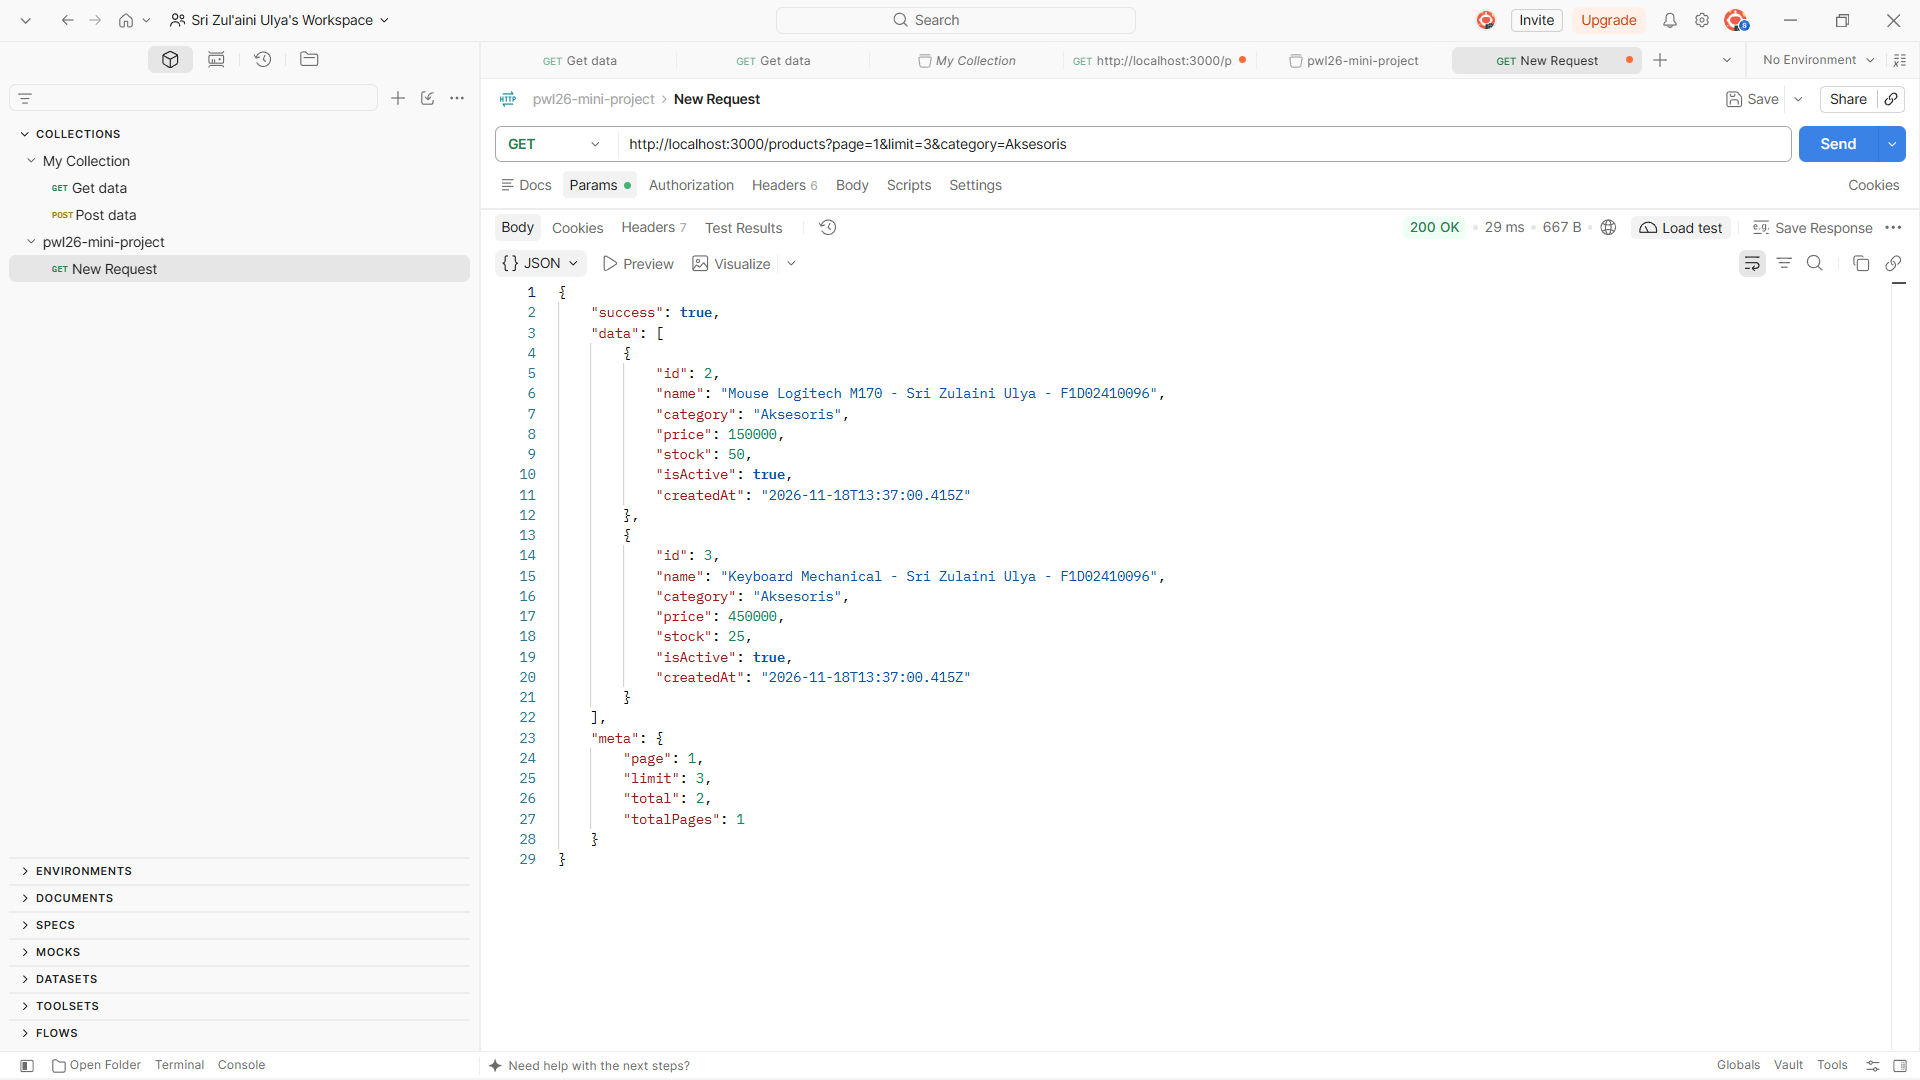 Sri Zul'aini Ulya's Workspace
Search
Invite
Upgrade
8
GET Get data
GET Get data
My Collection
GET http://localhost:3000/p
pwl26-mini-project
GET New Request
No Environment
COLLECTIONS
My Collection
GET Get data
POST Post data
pwl26-mini-project
GET New Request
HTTP pwl26-mini-project > New Request
Save
Share
GET
http://localhost:3000/products?page=1&limit=3&category=Aksesoris
Send
Docs
Params
Authorization
Headers 6
Body
Scripts
Settings
Cookies
Body
Cookies
Headers 7
Test Results
200 OK
29 ms
667 B
Load test
e.g. Save Response
{} JSON
Preview
Visualize
1 {
2 "success": true,
3 "data": [
4 {
5 "id": 2,
6 "name": "Mouse Logitech M170 - Sri Zulaini Ulya - F1D02410096",
7 "category": "Aksesoris",
8 "price": 150000,
9 "stock": 50,
10 "isActive": true,
11 "createdAt": "2026-11-18T13:37:00.415Z"
12 },
13 {
14 "id": 3,
15 "name": "Keyboard Mechanical - Sri Zulaini Ulya - F1D02410096",
16 "category": "Aksesoris",
17 "price": 450000,
18 "stock": 25,
19 "isActive": true,
20 "createdAt": "2026-11-18T13:37:00.415Z"
21 }
22 ],
23 "meta": {
24 "page": 1,
25 "limit": 3,
26 "total": 2,
27 "totalPages": 1
28 }
29 }
ENVIRONMENTS
DOCUMENTS
SPECS
MOCKS
DATASETS
TOOLSETS
FLOWS
Open Folder
Terminal
Console
Need help with the next steps?
Globals
Vault
Tools